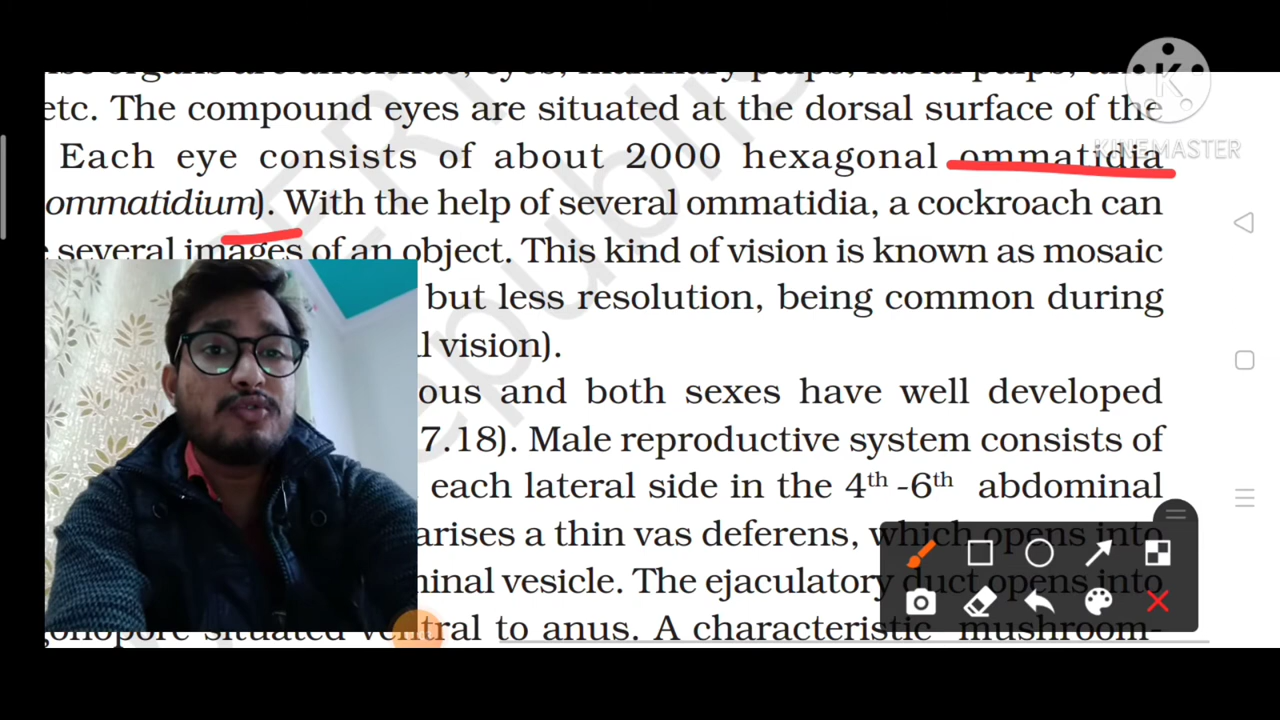 etc. The compound eyes are situated at the dorsal surface of the
KINEMASTER
Each eye consists of about 2000 hexagonal ommatidia
ommatidium). With the help of several ommatidia, a cockroach can
several images of an object. This kind of vision is known as mosaic
but less resolution, being common during
vision).
ous and both sexes have well developed
7.18). Male reproductive system consists of
each lateral side in the 4th -6th abdominal
arises a thin vas deferens, which opens into
minal vesicle. The ejaculatory duct opens into
gonopore situated ventral to anus. A characteristic mushroom-